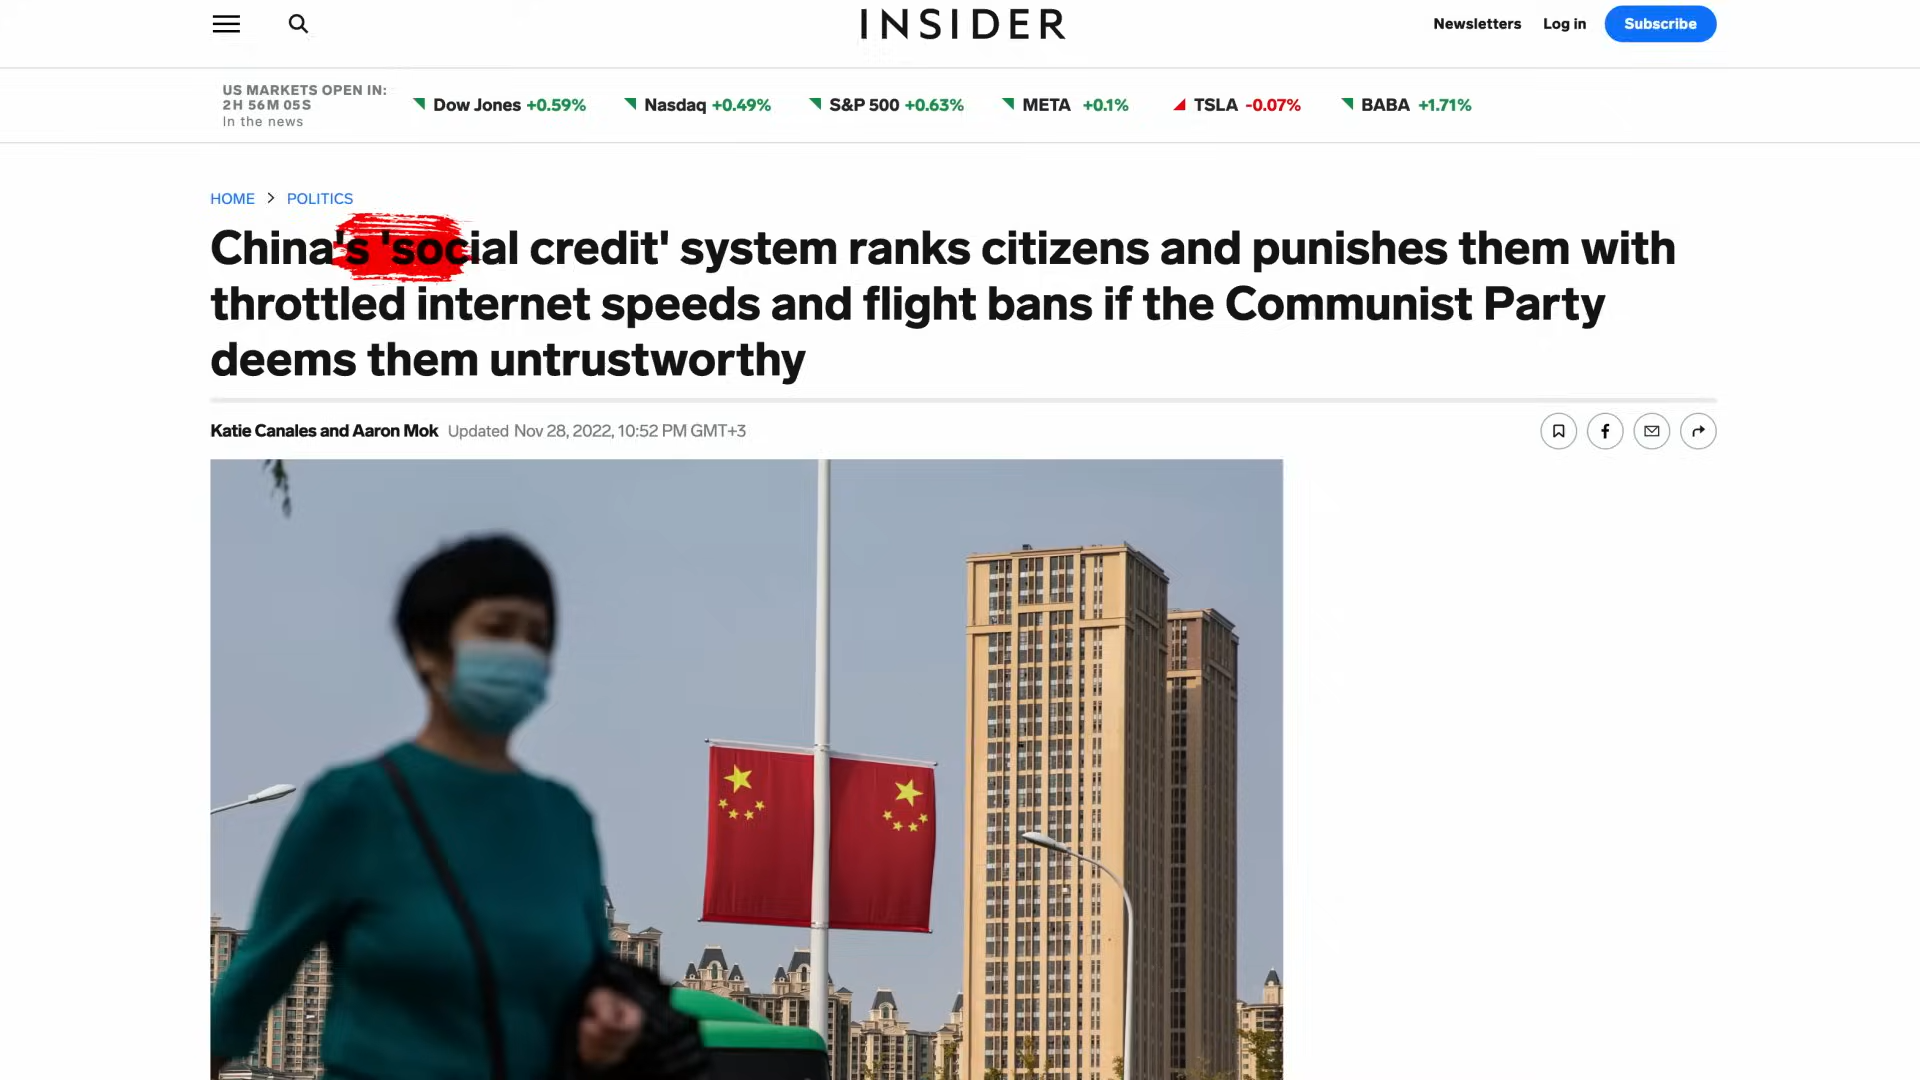 INSIDER
Newsletters
Log in
Subscribe
US MARKETS OPEN IN:
2H 56M 05S
In the news
Dow Jones +0.59%
Nasdaq +0.49%
S&P 500 +0.63%
META +0.1%
TSLA -0.07%
BABA +1.71%
HOME > POLITICS
China's 'social credit' system ranks citizens and punishes them with
throttled internet speeds and flight bans if the Communist Party
deems them untrustworthy
Katie Canales and Aaron Mok Updated Nov 28, 2022, 10:52 PM GMT+3